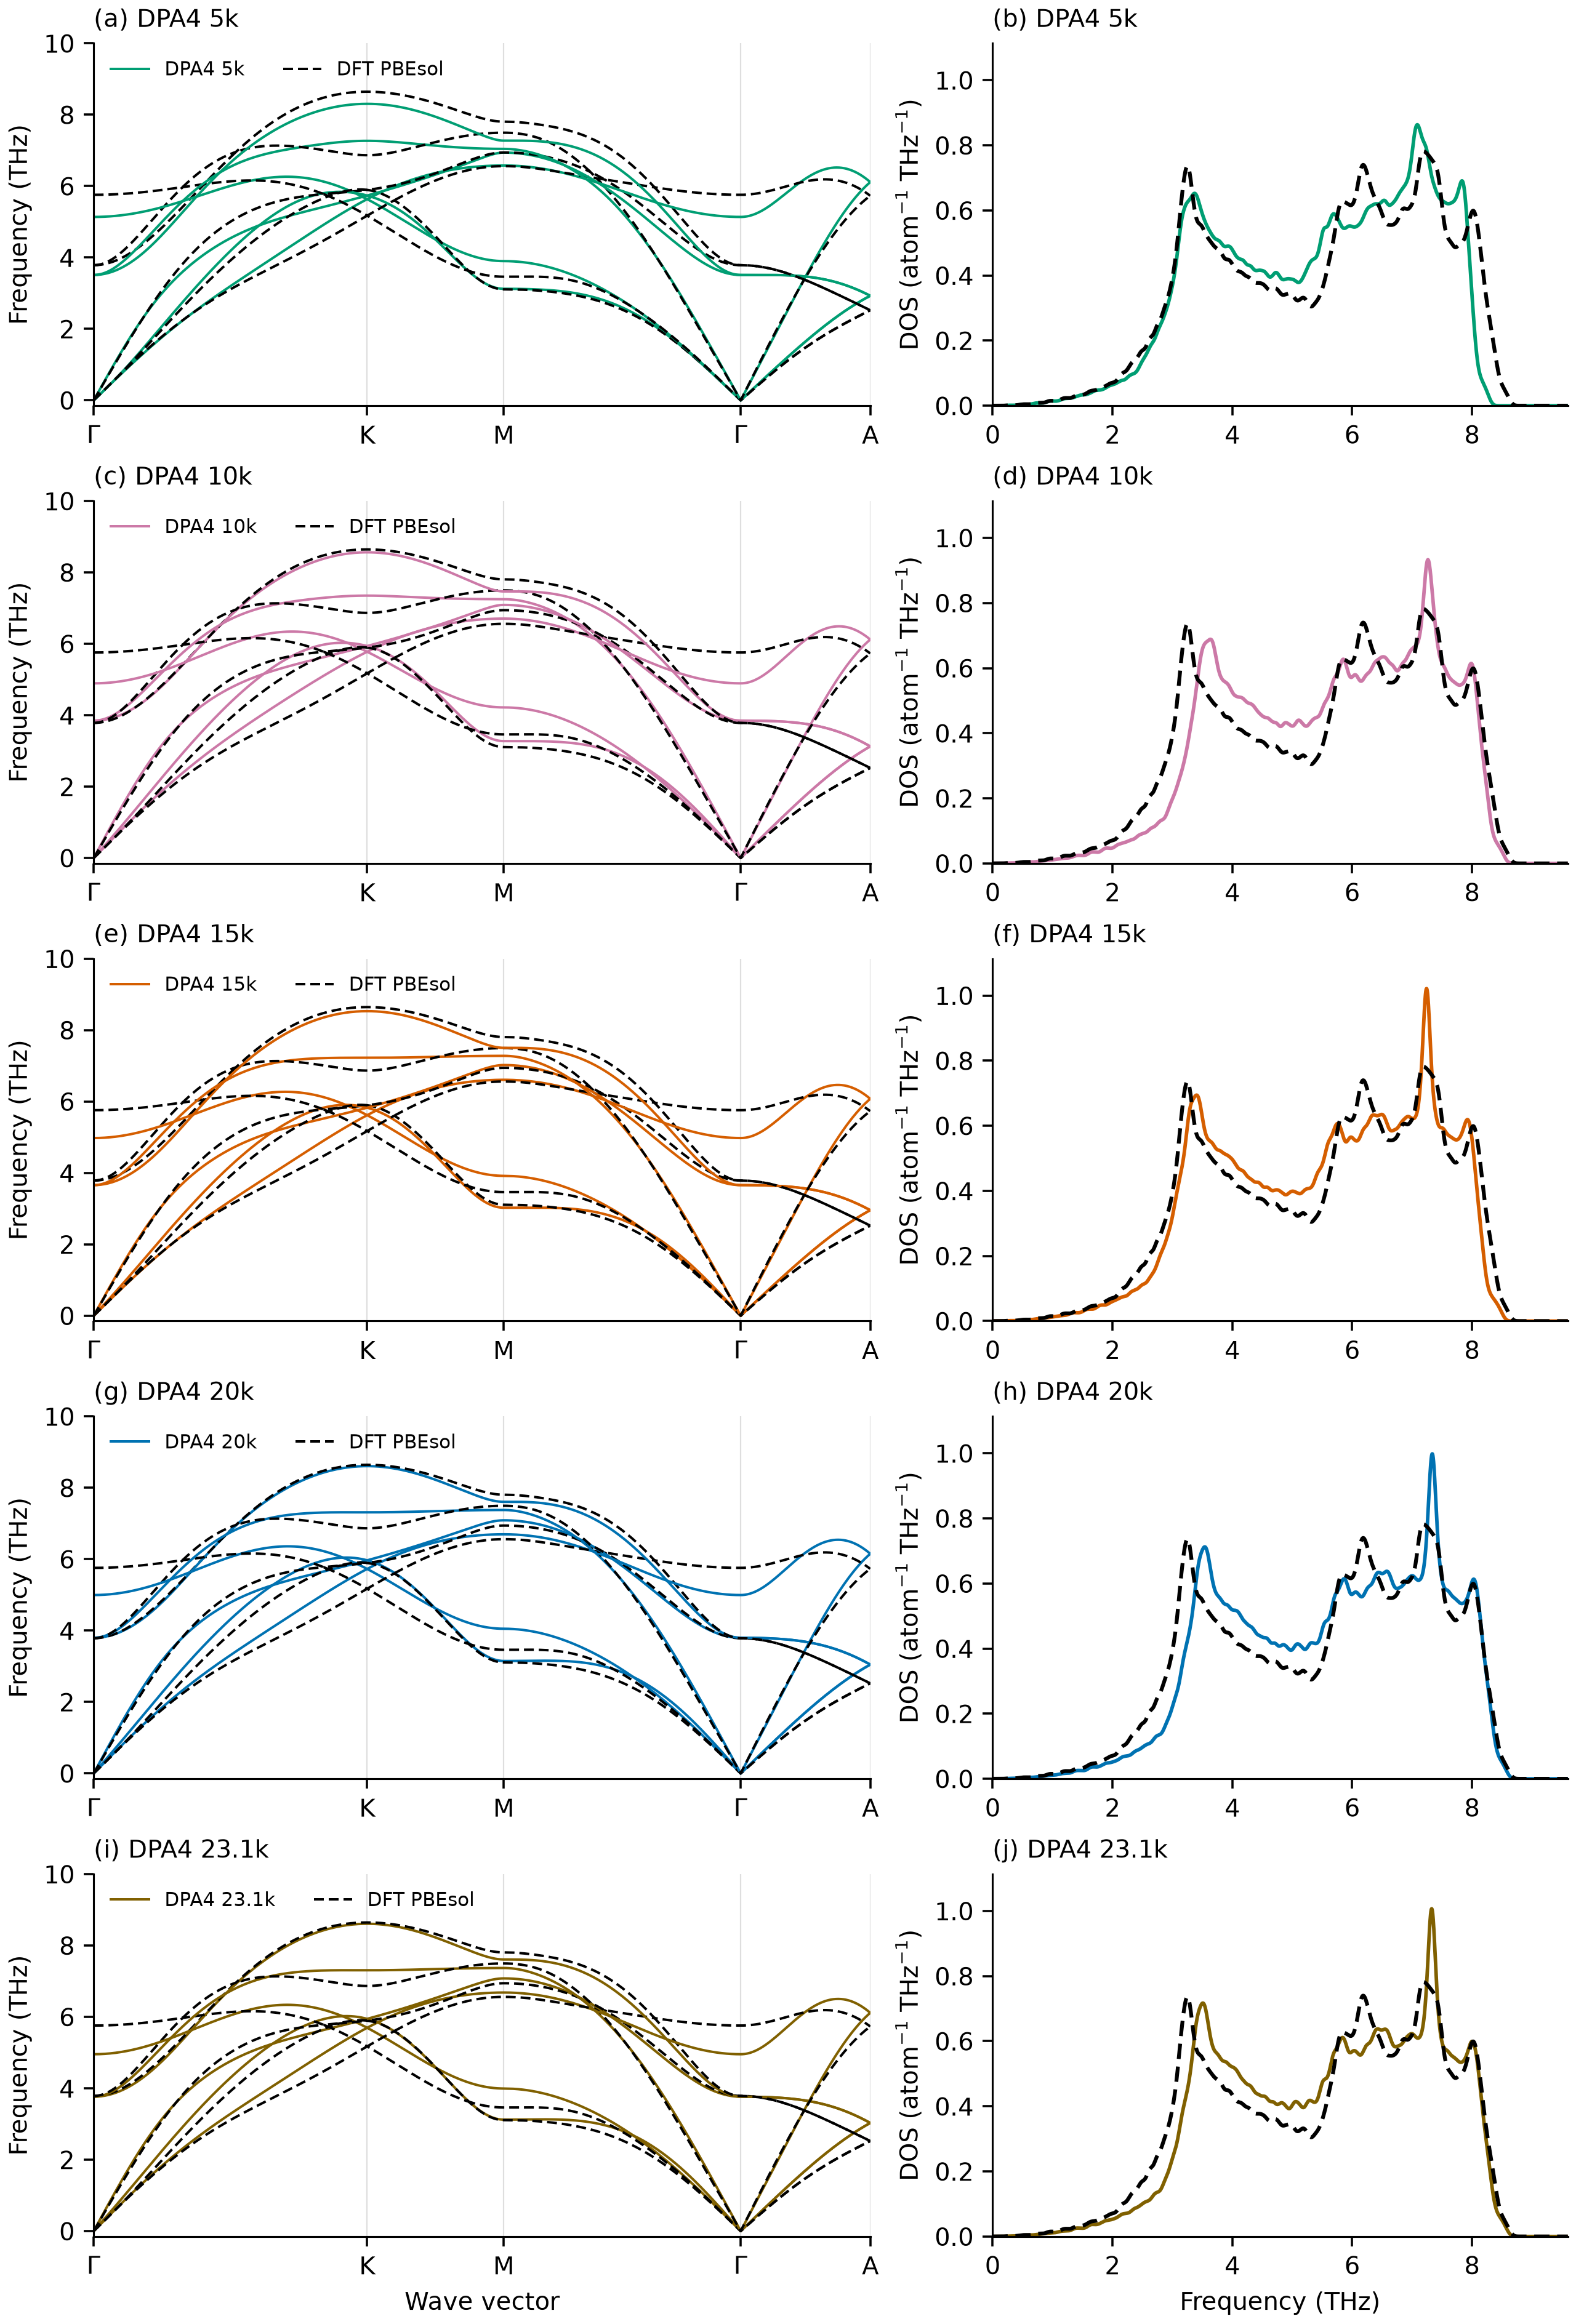 (a) DPA4 5k
Frequency (THz)
10
8
6
4
2
0
DPA4 5k
DFT PBEsol
Γ
K
M
Γ
A
(b) DPA4 5k
DOS (atom⁻¹ THz⁻¹)
1.0
0.8
0.6
0.4
0.2
0.0
0
2
4
6
8
(c) DPA4 10k
Frequency (THz)
10
8
6
4
2
0
DPA4 10k
DFT PBEsol
Γ
K
M
Γ
A
(d) DPA4 10k
DOS (atom⁻¹ THz⁻¹)
1.0
0.8
0.6
0.4
0.2
0.0
0
2
4
6
8
(e) DPA4 15k
Frequency (THz)
10
8
6
4
2
0
DPA4 15k
DFT PBEsol
Γ
K
M
Γ
A
(f) DPA4 15k
DOS (atom⁻¹ THz⁻¹)
1.0
0.8
0.6
0.4
0.2
0.0
0
2
4
6
8
(g) DPA4 20k
Frequency (THz)
10
8
6
4
2
0
DPA4 20k
DFT PBEsol
Γ
K
M
Γ
A
(h) DPA4 20k
DOS (atom⁻¹ THz⁻¹)
1.0
0.8
0.6
0.4
0.2
0.0
0
2
4
6
8
(i) DPA4 23.1k
Frequency (THz)
10
8
6
4
2
0
DPA4 23.1k
DFT PBEsol
Γ
K
M
Γ
A
Wave vector
(j) DPA4 23.1k
DOS (atom⁻¹ THz⁻¹)
1.0
0.8
0.6
0.4
0.2
0.0
0
2
4
6
8
Frequency (THz)